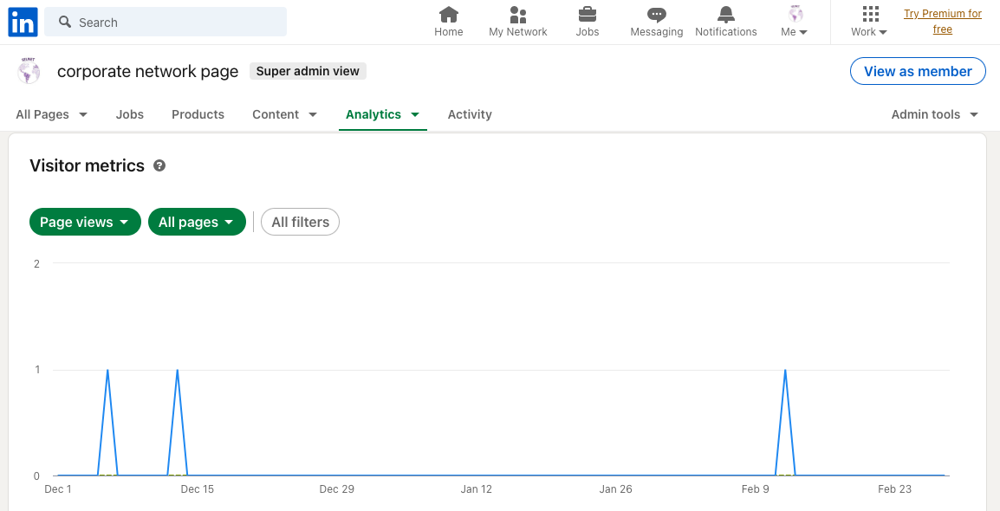 in
Search
Home
My Network
Jobs
Messaging
Notifications
Me
Work
Try Premium for
free
corporate network page
Super admin view
View as member
All Pages
Jobs
Products
Content
Analytics
Activity
Admin tools
Visitor metrics ?
Page views
All pages
All filters
2
1
0
Dec 1
Dec 15
Dec 29
Jan 12
Jan 26
Feb 9
Feb 23